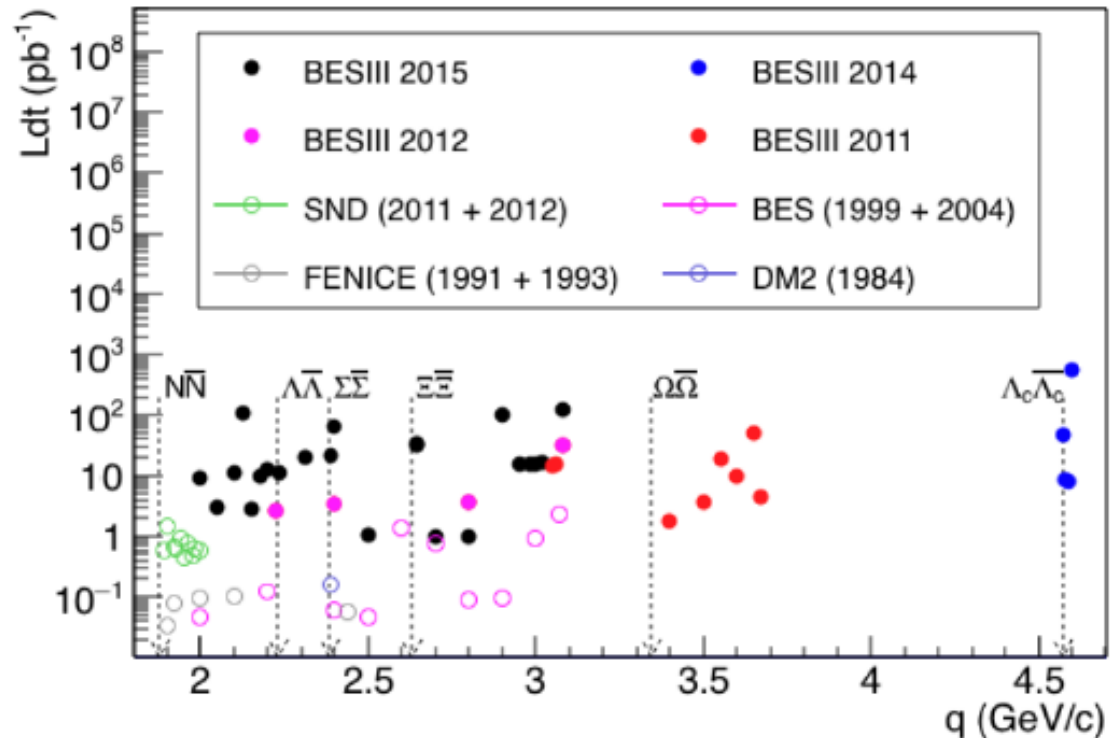 Ldt (pb⁻¹)
10⁸
10⁷
10⁶
10⁵
10⁴
10³
10²
10
1
10⁻¹
BESIII 2015
BESIII 2014
BESIII 2012
BESIII 2011
SND (2011 + 2012)
BES (1999 + 2004)
FENICE (1991 + 1993)
DM2 (1984)
NN̅
ΛΛ̅
ΣΣ̅
ΞΞ̅
ΩΩ̅
Λ_cΛ̅_c
2 2.5 3 3.5 4 4.5
q (GeV/c)